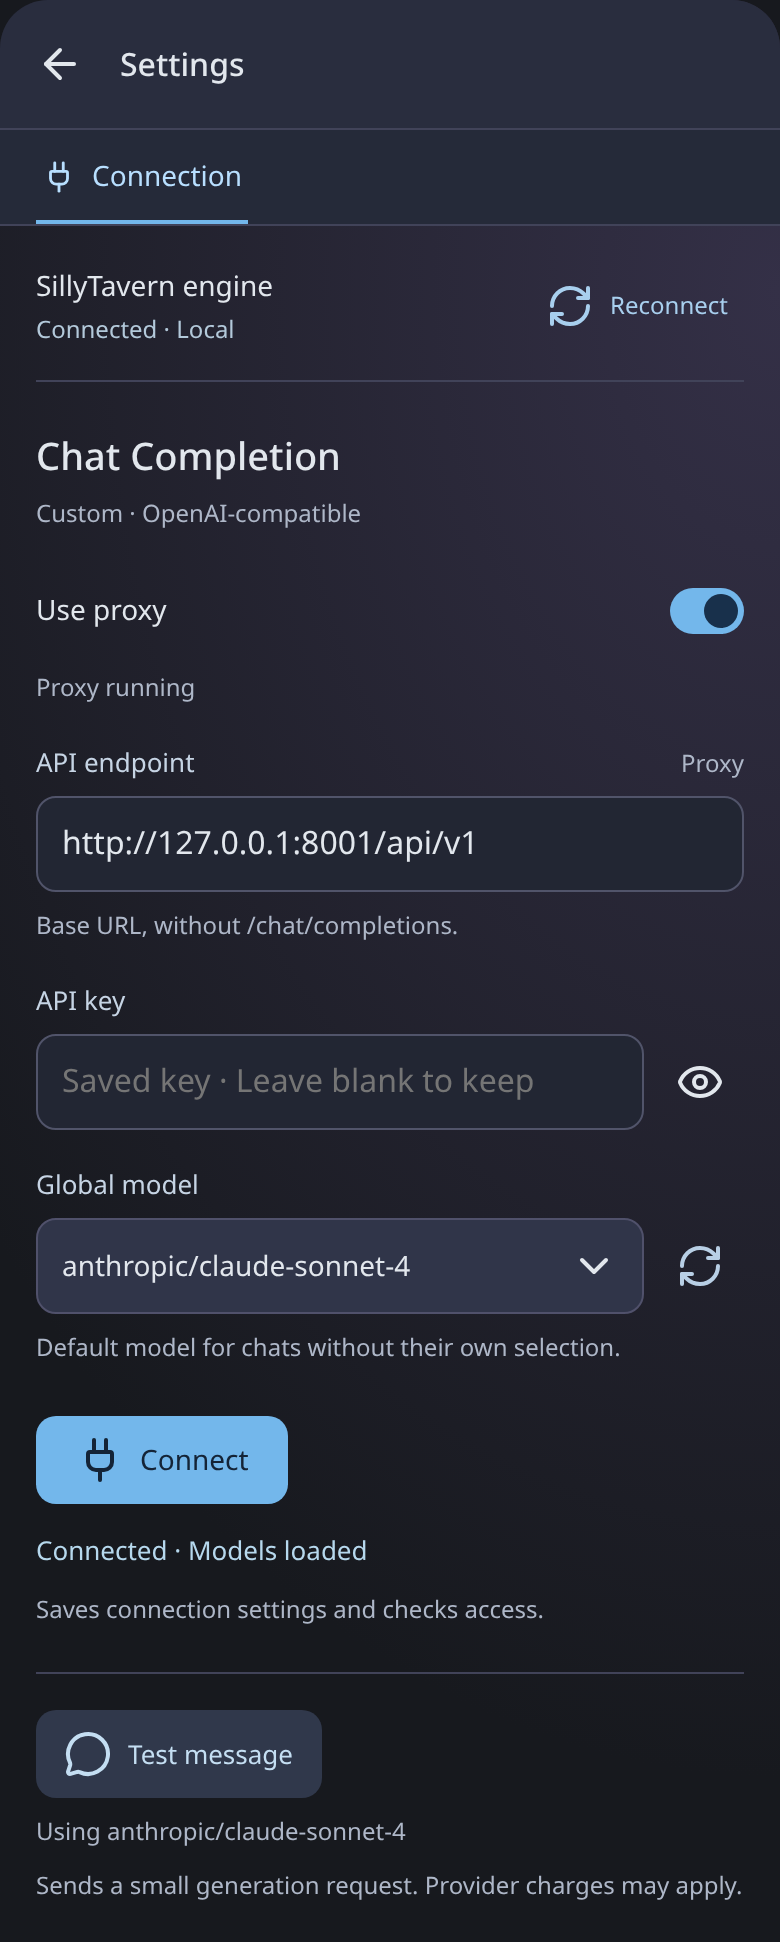 Settings
Connection
SillyTavern engine
Connected · Local
Reconnect
Chat Completion
Custom · OpenAI-compatible
Use proxy
Proxy running
API endpoint
Proxy
http://127.0.0.1:8001/api/v1
Base URL, without /chat/completions.
API key
Saved key · Leave blank to keep
Global model
anthropic/claude-sonnet-4
Default model for chats without their own selection.
Connect
Connected · Models loaded
Saves connection settings and checks access.
Test message
Using anthropic/claude-sonnet-4
Sends a small generation request. Provider charges may apply.